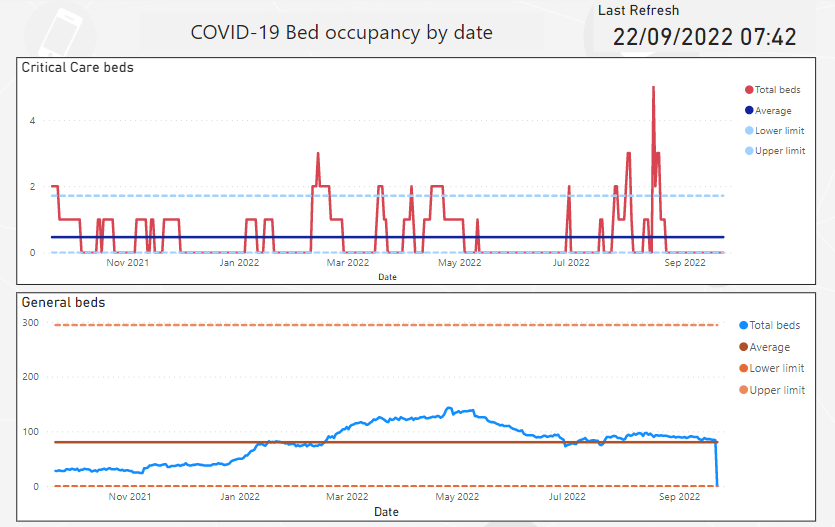 COVID-19 Bed occupancy by date
Last Refresh
22/09/2022 07:42
Critical Care beds
4
2
0
Nov 2021 Jan 2022 Mar 2022 May 2022 Jul 2022 Sep 2022
Date
Total beds
Average
Lower limit
Upper limit
General beds
300
200
100
0
Nov 2021 Jan 2022 Mar 2022 May 2022 Jul 2022 Sep 2022
Date
Total beds
Average
Lower limit
Upper limit